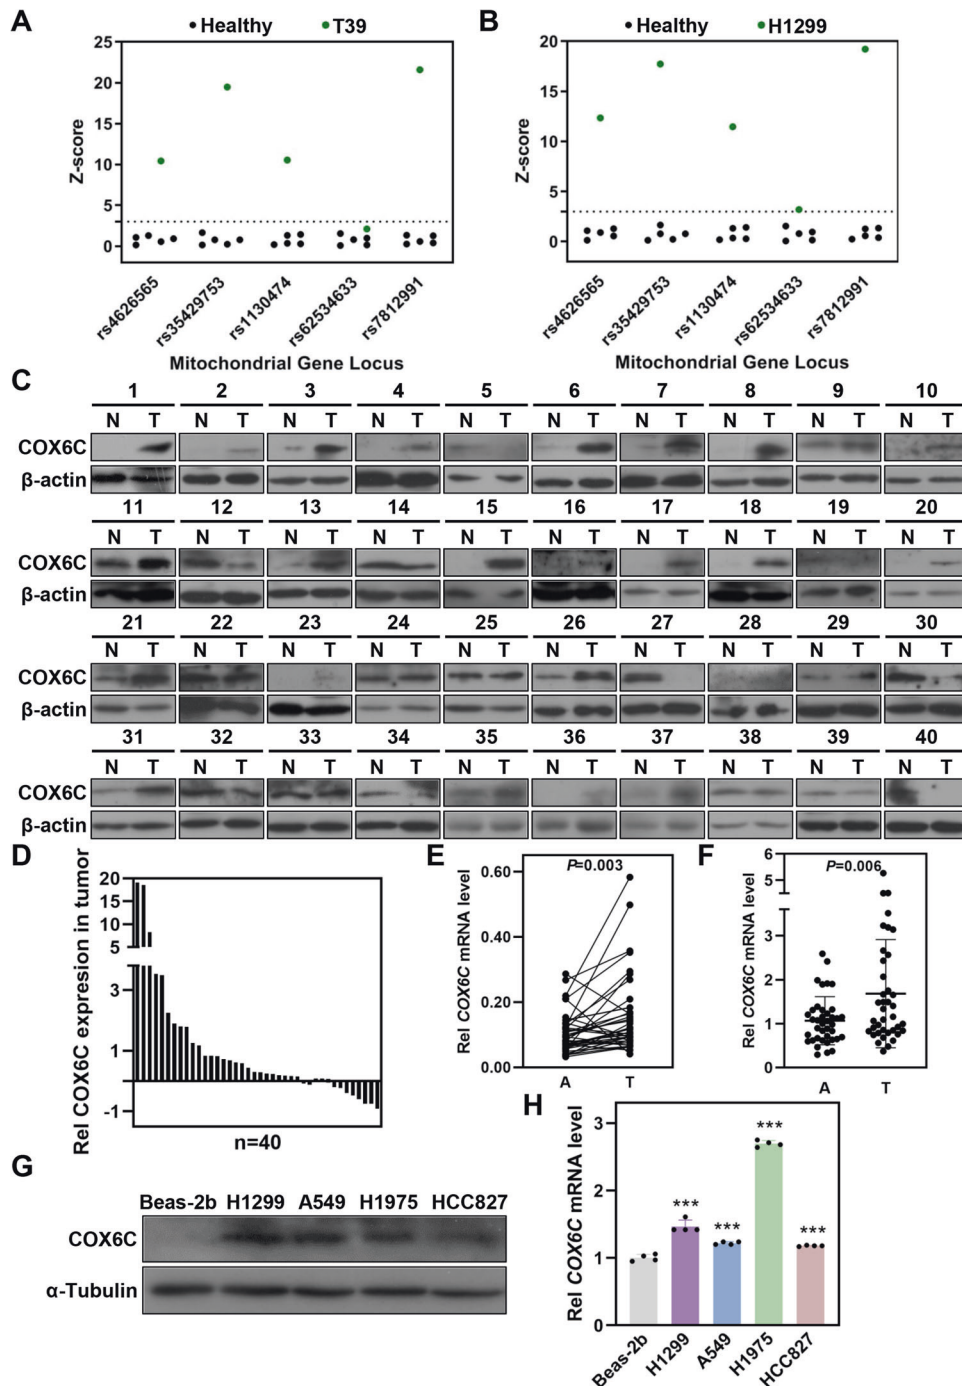 A
Healthy T39
25
20
15
10
5
0
Z-score
rs4626565 rs35429753 rs1130474 rs62534633 rs7812991
Mitochondrial Gene Locus
B
Healthy H1299
20
15
10
5
0
Z-score
rs4626565 rs35429753 rs1130474 rs62534633 rs7812991
Mitochondrial Gene Locus
C
1 2 3 4 5 6 7 8 9 10
N T N T N T N T N T N T N T N T N T N T
COX6C
β-actin
11 12 13 14 15 16 17 18 19 20
N T N T N T N T N T N T N T N T N T N T
COX6C
β-actin
21 22 23 24 25 26 27 28 29 30
N T N T N T N T N T N T N T N T N T N T
COX6C
β-actin
31 32 33 34 35 36 37 38 39 40
N T N T N T N T N T N T N T N T N T N T
COX6C
β-actin
D
Rel COX6C expresion in tumor
20
15
10
5
3
1
-1
n=40
E
Rel COX6C mRNA level
P=0.003
0.60
0.40
0.20
0.00
A T
F
Rel COX6C mRNA level
P=0.006
6
5
4
3
2
1
0
A T
G
Beas-2b H1299 A549 H1975 HCC827
COX6C
α-Tubulin
H
Rel COX6C mRNA level
3
2
1
0
*** *** *** ***
Beas-2b H1299 A549 H1975 HCC827